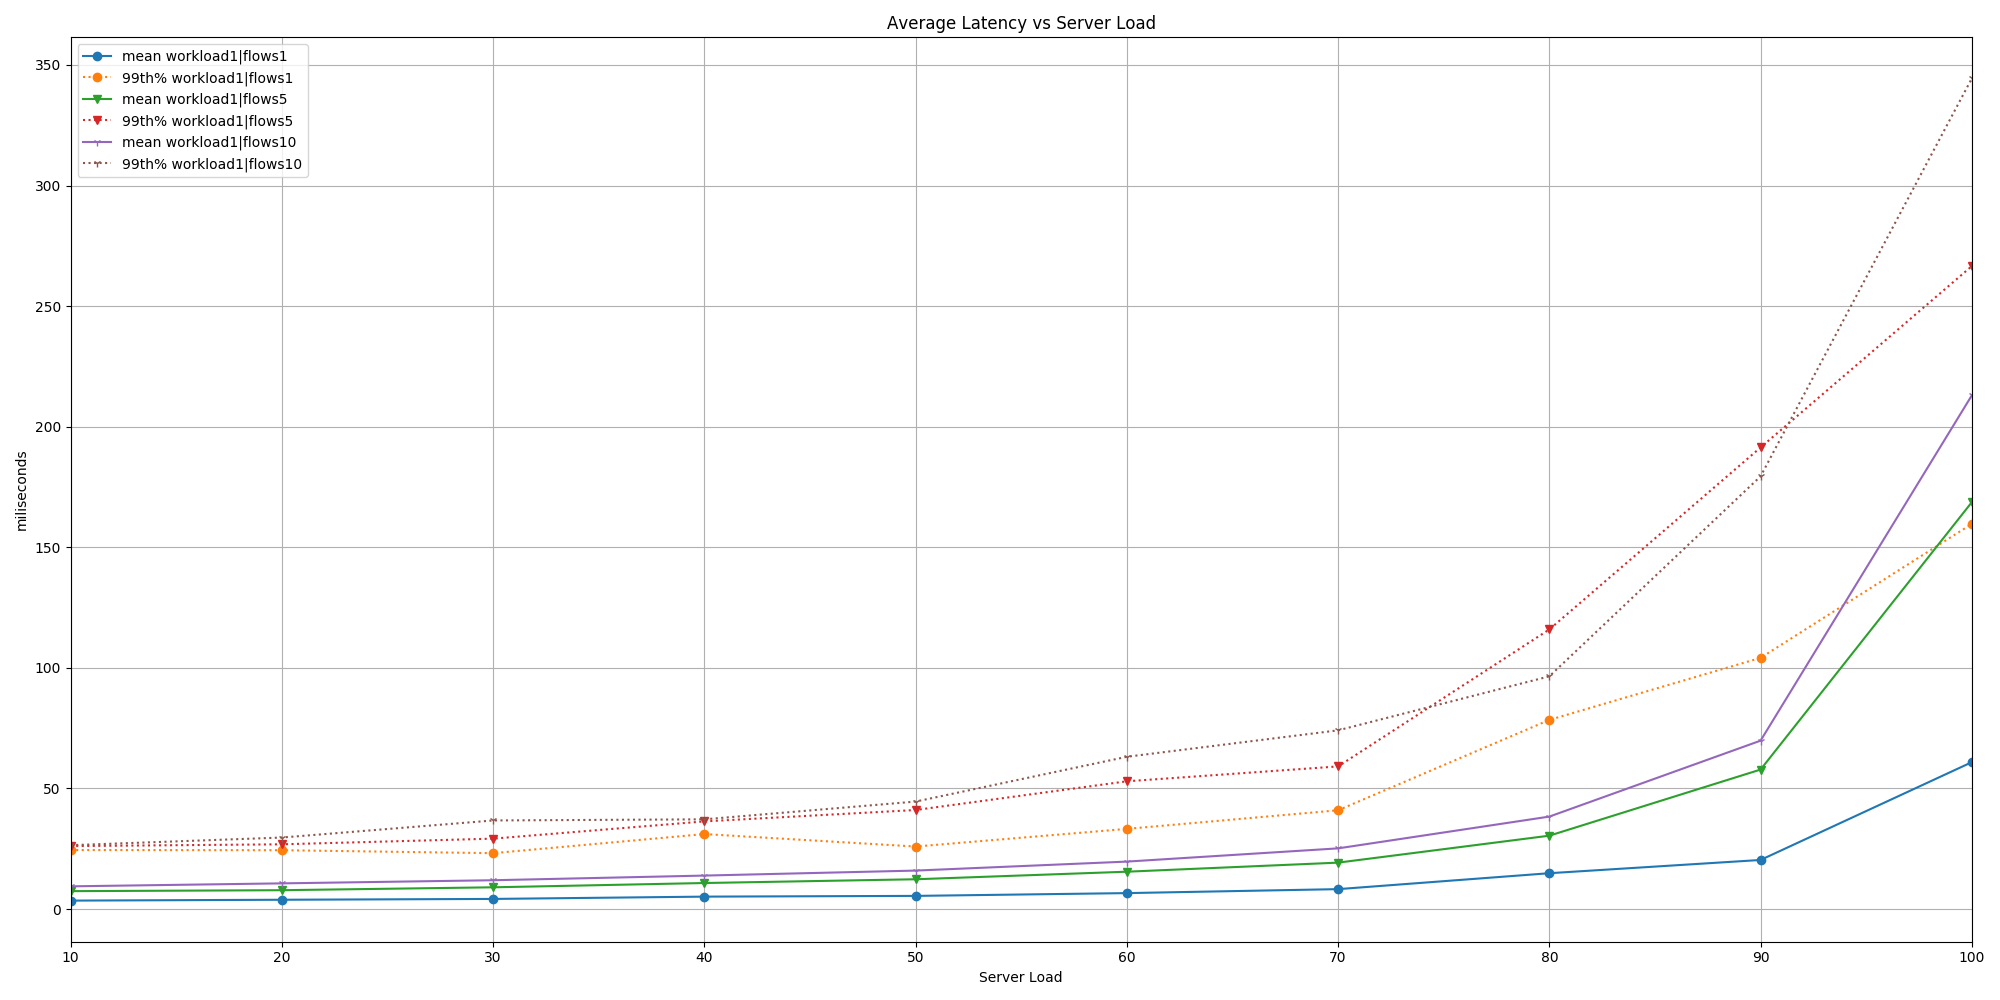 Average Latency vs Server Load
mean workload1|flows1
99th% workload1|flows1
mean workload1|flows5
99th% workload1|flows5
mean workload1|flows10
99th% workload1|flows10
350
300
250
200
150
100
50
0
miliseconds
10 20 30 40 50 60 70 80 90 100
Server Load